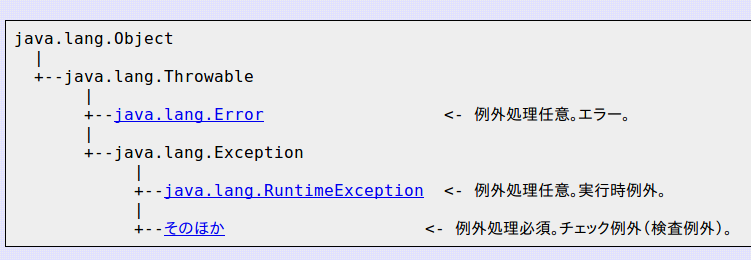 java.lang.Object
  |
  +--java.lang.Throwable
       |
       +--java.lang.Error                  <- 例外処理任意。エラー。
       |
       +--java.lang.Exception
            |
            +--java.lang.RuntimeException  <- 例外処理任意。実行時例外。
            |
            +--そのほか                    <- 例外処理必須。チェック例外(検査例外)。